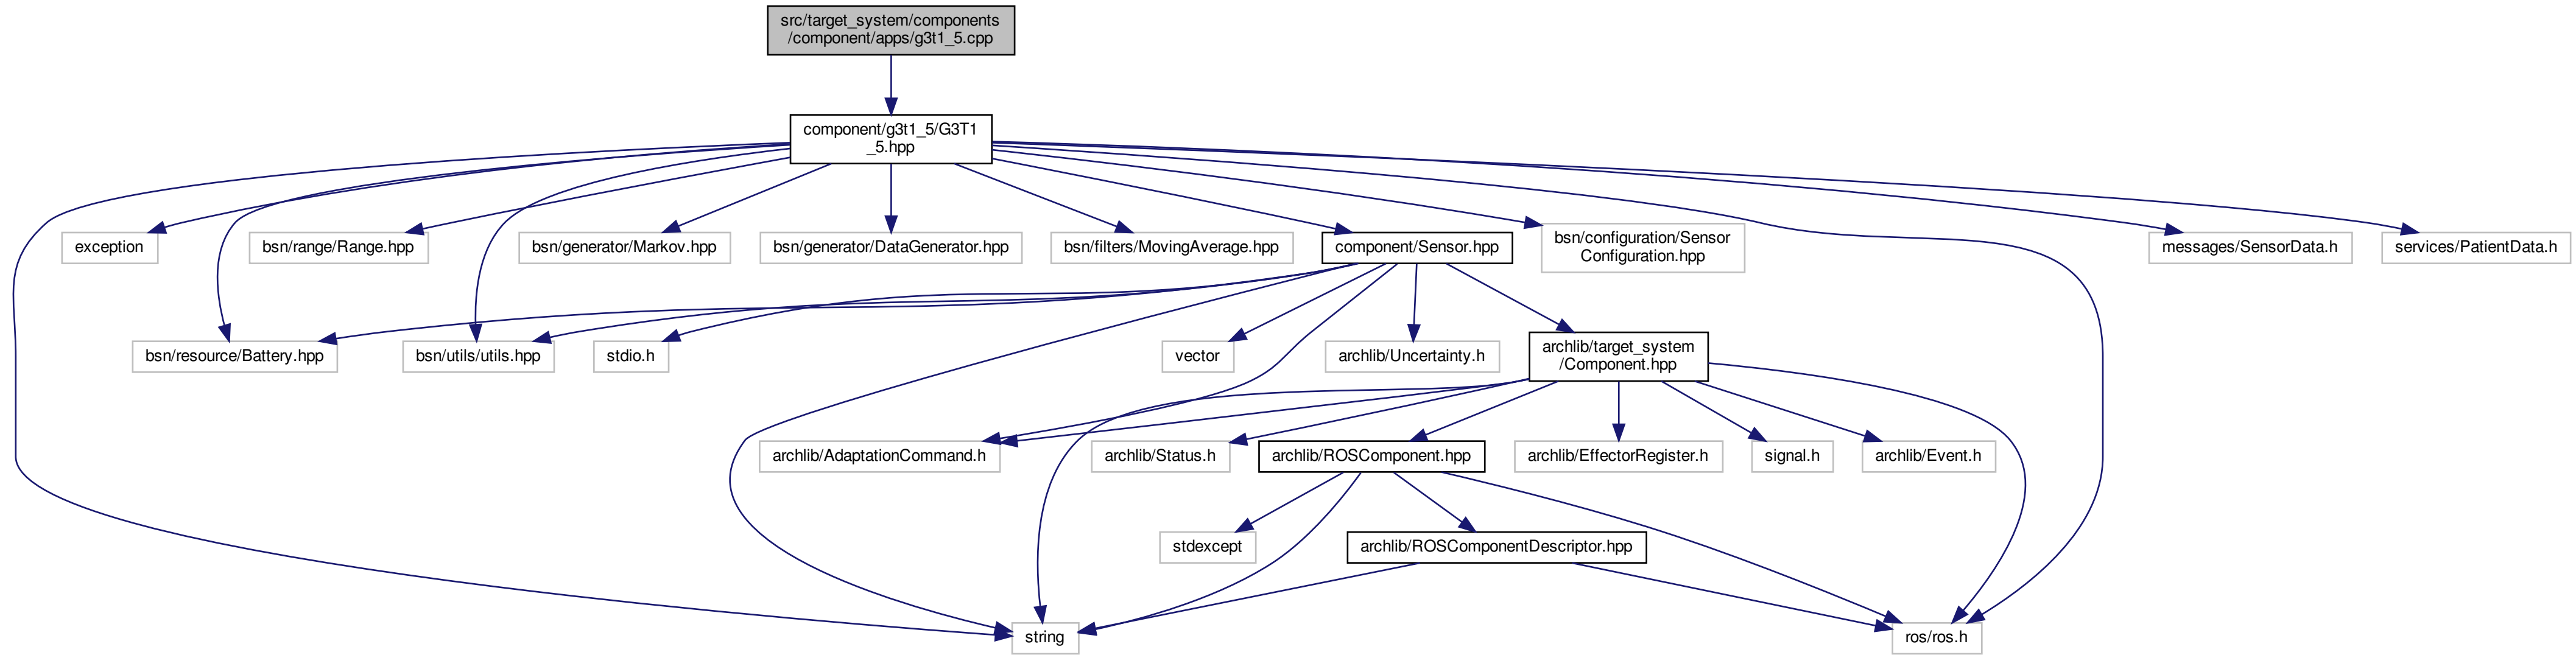 src/target_system/components
/component/apps/g3t1_5.cpp
component/g3t1_5/G3T1
_5.hpp
exception
bsn/range/Range.hpp
bsn/generator/Markov.hpp
bsn/generator/DataGenerator.hpp
bsn/filters/MovingAverage.hpp
component/Sensor.hpp
bsn/configuration/Sensor
Configuration.hpp
messages/SensorData.h
services/PatientData.h
bsn/resource/Battery.hpp
bsn/utils/utils.hpp
stdio.h
vector
archlib/Uncertainty.h
archlib/target_system
/Component.hpp
archlib/AdaptationCommand.h
archlib/Status.h
archlib/ROSComponent.hpp
archlib/EffectorRegister.h
signal.h
archlib/Event.h
stdexcept
archlib/ROSComponentDescriptor.hpp
string
ros/ros.h